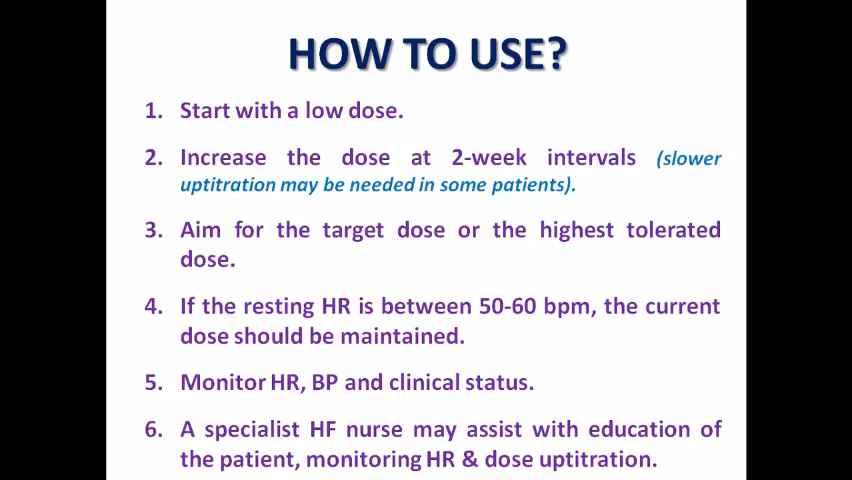 HOW TO USE?
1. Start with a low dose.
2. Increase the dose at 2-week intervals (slower
uptitration may be needed in some patients).
3. Aim for the target dose or the highest tolerated
dose.
4. If the resting HR is between 50-60 bpm, the current
dose should be maintained.
5. Monitor HR, BP and clinical status.
6. A specialist HF nurse may assist with education of
the patient, monitoring HR & dose uptitration.